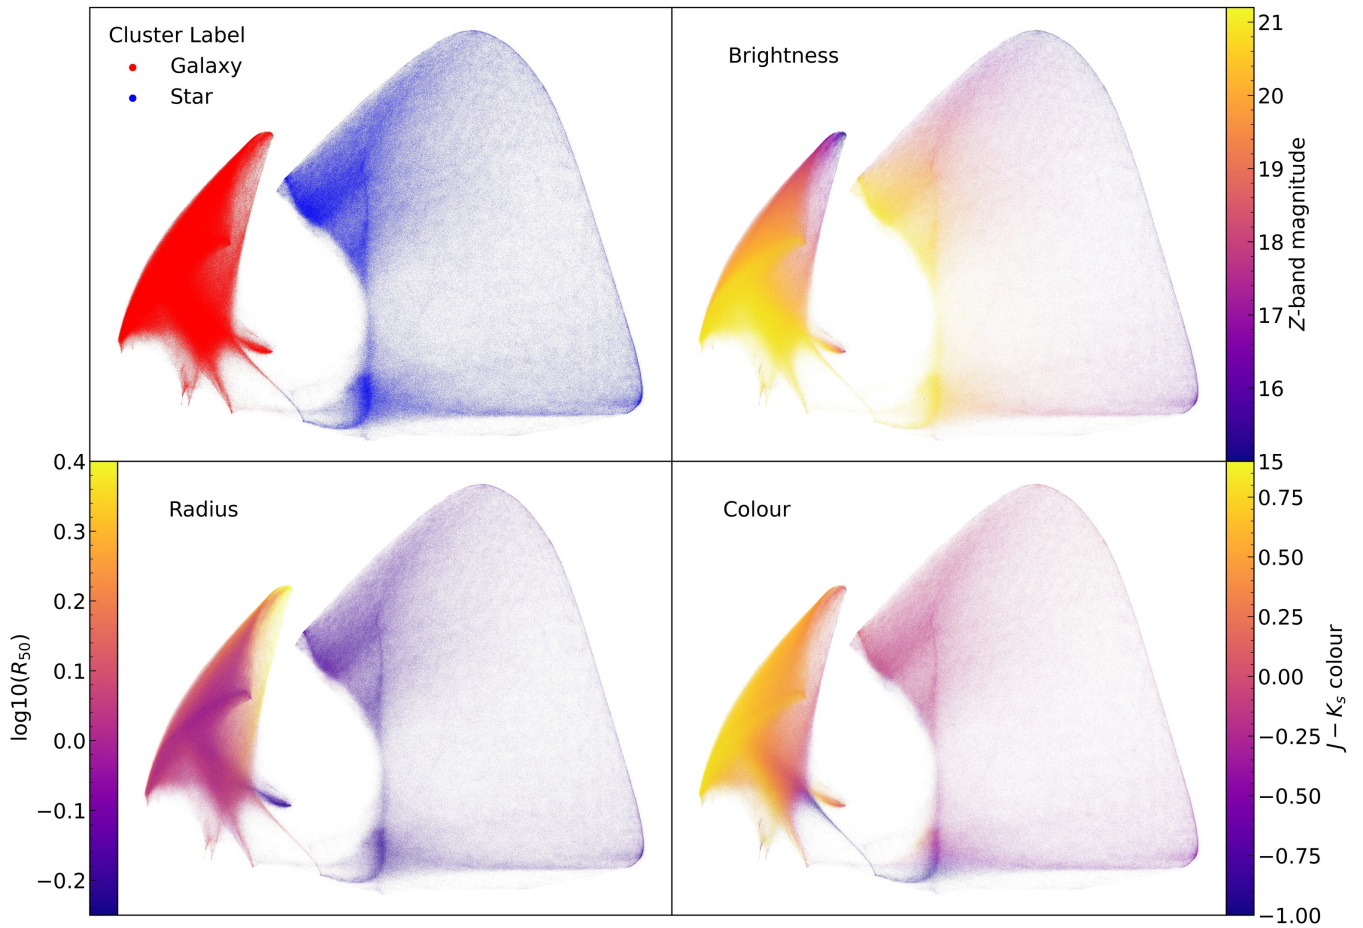 Cluster Label
Galaxy
Star
Brightness
21
20
19
18
17
16
15
Z-band magnitude
Radius
0.4
0.3
0.2
0.1
0.0
−0.1
−0.2
log10(R50)
Colour
0.75
0.50
0.25
0.00
−0.25
−0.50
−0.75
−1.00
J − Ks colour